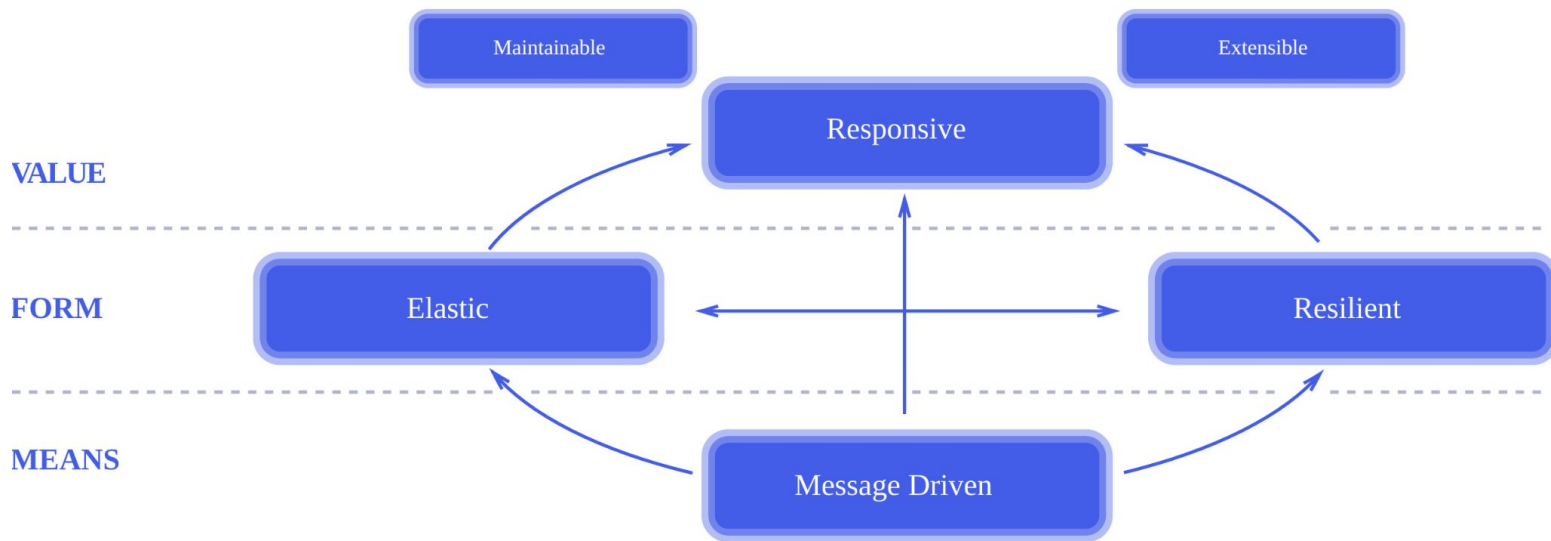 Maintainable
Extensible
Responsive
VALUE
FORM
Elastic
Resilient
MEANS
Message Driven